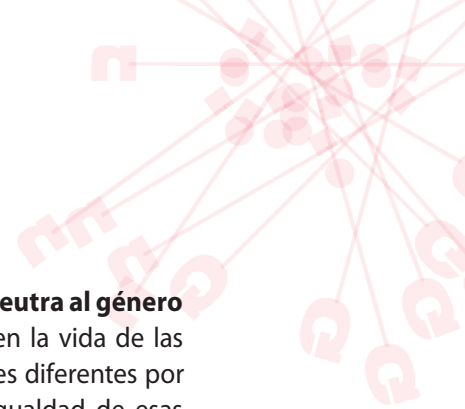 eutra al género
en la vida de las
es diferentes por
gualdad de esas